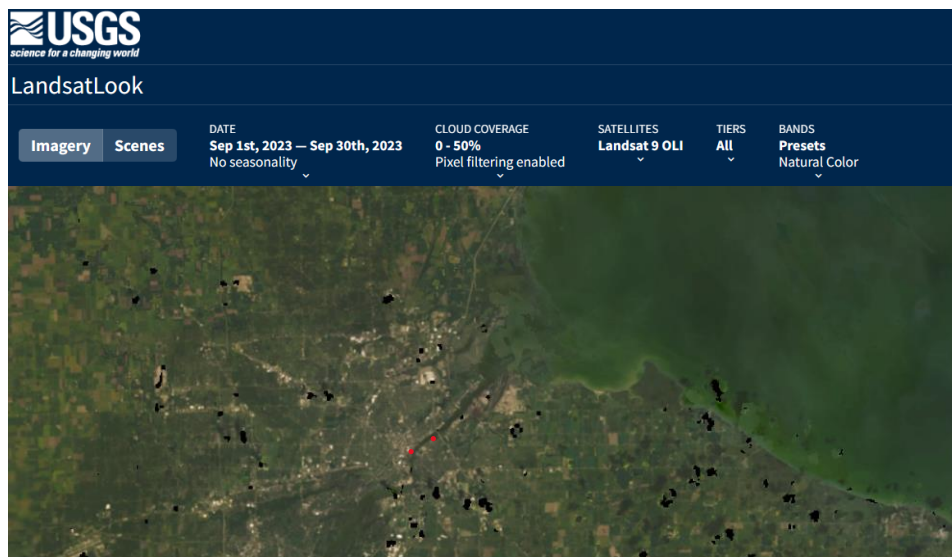 USGS
science for a changing world
LandsatLook
Imagery Scenes
DATE
Sep 1st, 2023 — Sep 30th, 2023
No seasonality
CLOUD COVERAGE
0 - 50%
Pixel filtering enabled
SATELLITES
Landsat 9 OLI
TIERS
All
BANDS
Presets
Natural Color